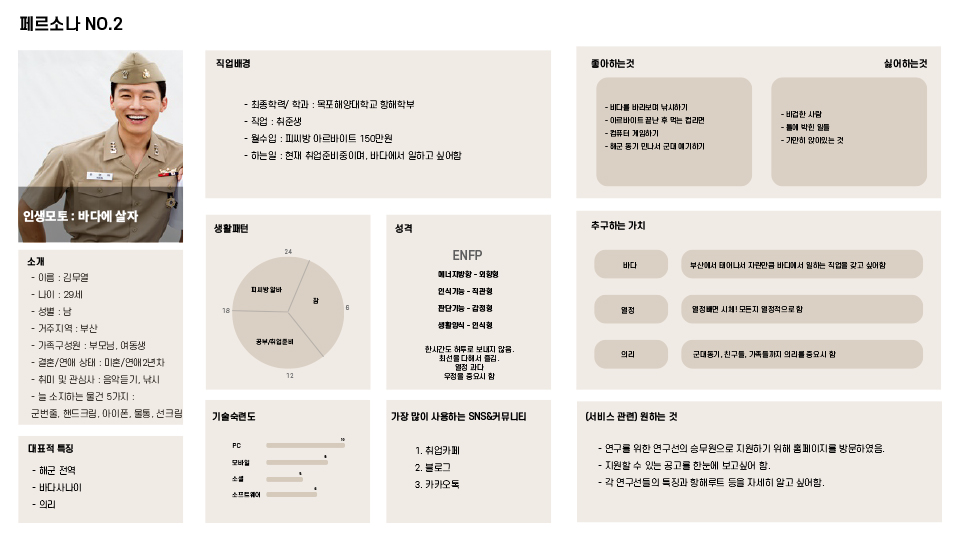 페르소나 NO.2
인생모토 : 바다에 살자
소개
- 이름 : 김무열
- 나이 : 29세
- 성별 : 남
- 거주지역 : 부산
- 가족구성원 : 부모님, 여동생
- 결혼/연애 상태 : 미혼/연애2년차
- 취미 및 관심사 : 음악듣기, 낚시
- 늘 소지하는 물건 5가지 :
군번줄, 핸드크림, 아이폰, 물통, 선크림
대표적 특징
- 해군 전역
- 바다사나이
- 의리
직업배경
- 최종학력/ 학과 : 목포해양대학교 항해학부
- 직업 : 취준생
- 월수입 : 피씨방 아르바이트 150만원
- 하는일 : 현재 취업준비중이며, 바다에서 일하고 싶어함
생활패턴
24
피씨방알바
잠
18
6
공부/취업준비
12
성격
ENFP
에너지방향 - 외향형
인식기능 - 직관형
판단기능 - 감정형
생활양식 - 인식형
한시간도 허투로 보내지 않음.
최선을 다해서 즐김.
열정 과다
우정을 중요시 함
기술숙련도
10
PC
8
모바일
5
소셜
6
소프트웨어
가장 많이 사용하는 SNS&커뮤니티
1. 취업카페
2. 블로그
3. 카카오톡
좋아하는것
- 바다를 바라보며 낚시하기
- 아르바이트 끝난 후 먹는 컵라면
- 컴퓨터 게임하기
- 해군 동기 만나서 군대 얘기하기
싫어하는것
- 비겁한 사람
- 틀에 박힌 일들
- 가만히 앉아있는 것
추구하는 가치
바다
부산에서 태어나서 자란만큼 바다에서 일하는 직업을 갖고 싶어함
열정
열정빼면 시체! 모든지 열정적으로 함
의리
군대동기, 친구들, 가족들까지 의리를 중요시 함
(서비스 관련) 원하는 것
- 연구를 위한 연구선의 승무원으로 지원하기 위해 홈페이지를 방문하였음.
- 지원할 수 있는 공고를 한눈에 보고싶어 함.
- 각 연구선들의 특징과 항해루트 등을 자세히 알고 싶어함.